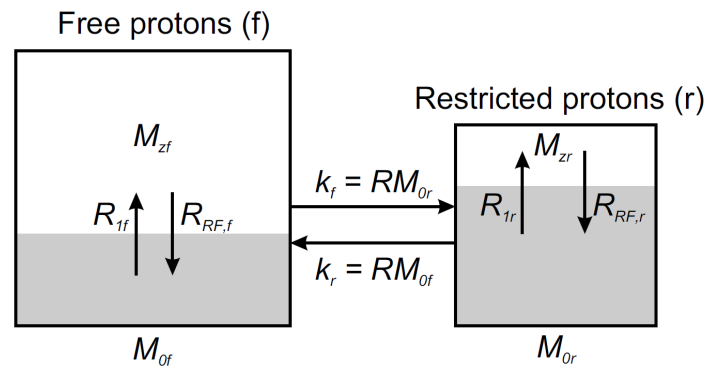 Free protons (f)
Restricted protons (r)
M_zf
M_zr
k_f = RM_0r
R_1f
R_RF,f
R_1r
R_RF,r
k_r = RM_0f
M_0f
M_0r